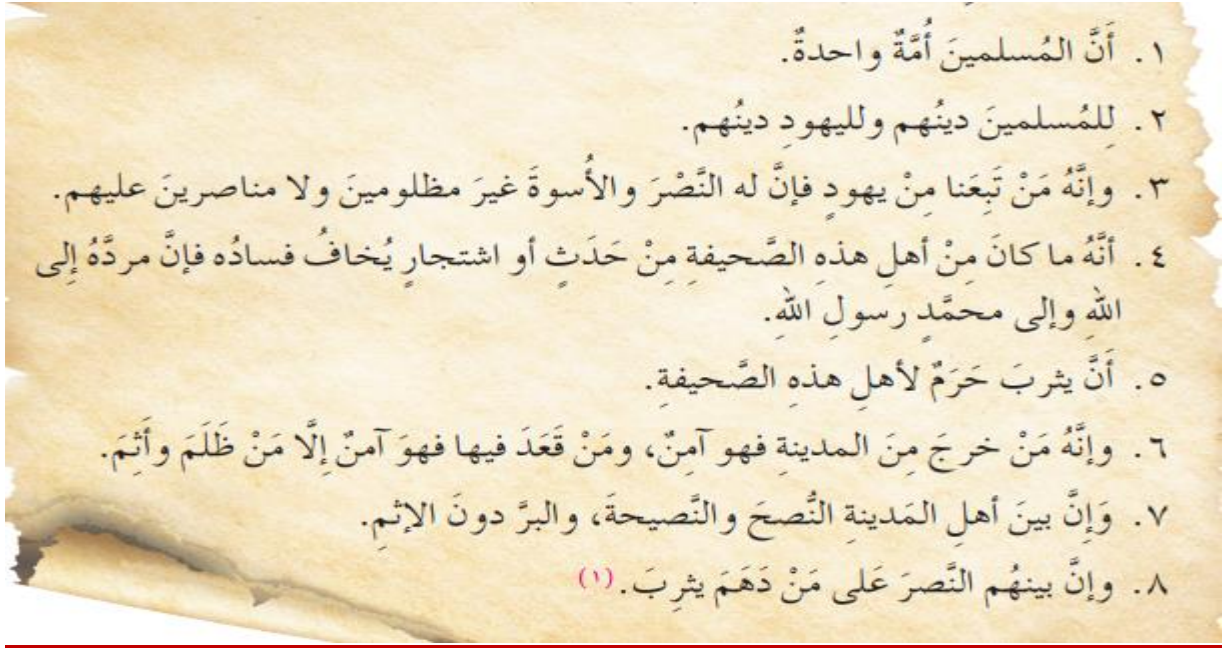 ١. أَنَّ المُسلمينَ أُمَّةٌ واحدةٌ.
٢. لِلمُسلمينَ دينُهم ولليهودِ دينُهم.
٣. وإنَّهُ مَنْ تَبِعَنا مِنْ يهودٍ فإنَّ له النَّصْرَ والأُسوةَ غيرَ مظلومينَ ولا مناصرينَ عليهم.
٤. أنَّهُ ما كانَ مِنْ أهلِ هذهِ الصَّحيفةِ مِنْ حَدَثٍ أو اشتجارٍ يُخافُ فسادُه فإنَّ مردَّهُ إلى
اللهِ وإلى محمَّدٍ رسولِ اللهِ.
٥. أَنَّ يثربَ حَرَمٌ لأهلِ هذهِ الصَّحيفةِ.
٦. وإنَّهُ مَنْ خرجَ مِنَ المدينةِ فهو آمِنٌ، ومَنْ قَعَدَ فيها فهوَ آمنٌ إلَّا مَنْ ظَلَمَ وأثِمَ.
٧. وَإنَّ بينَ أهلِ المَدينةِ النُّصحَ والنَّصيحةَ، والبرَّ دونَ الإثمِ.
٨. وإنَّ بينهُم النَّصرَ عَلى مَنْ دَهَمَ يثرِبَ. (١)